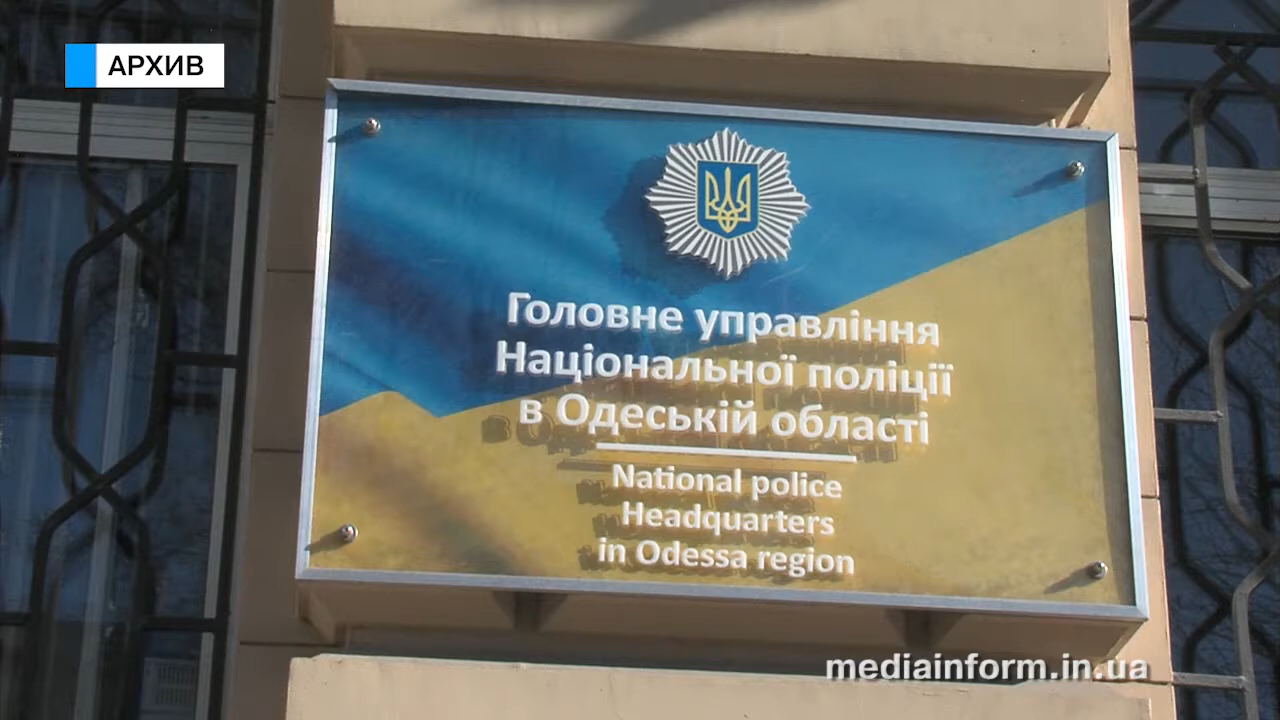 АРХИВ
Головне управління
Національної поліції
в Одеській області
National police
Headquarters
in Odessa region
mediainform.in.ua